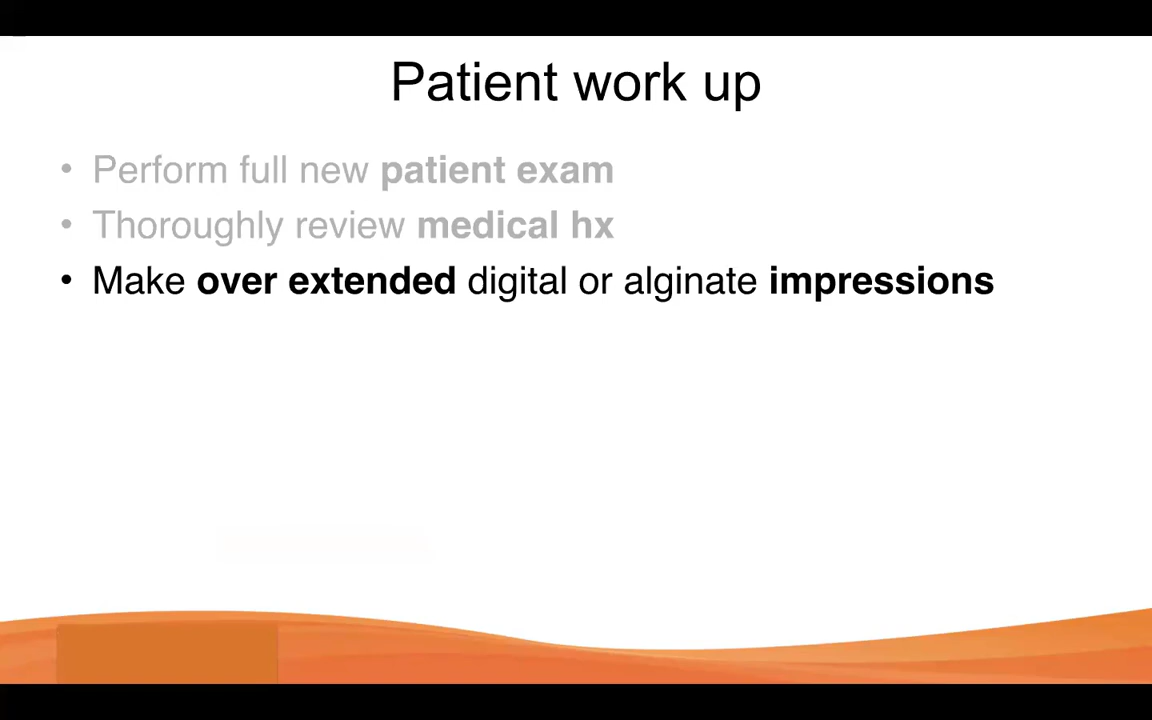 Patient work up
• Perform full new patient exam
• Thoroughly review medical hx
• Make over extended digital or alginate impressions